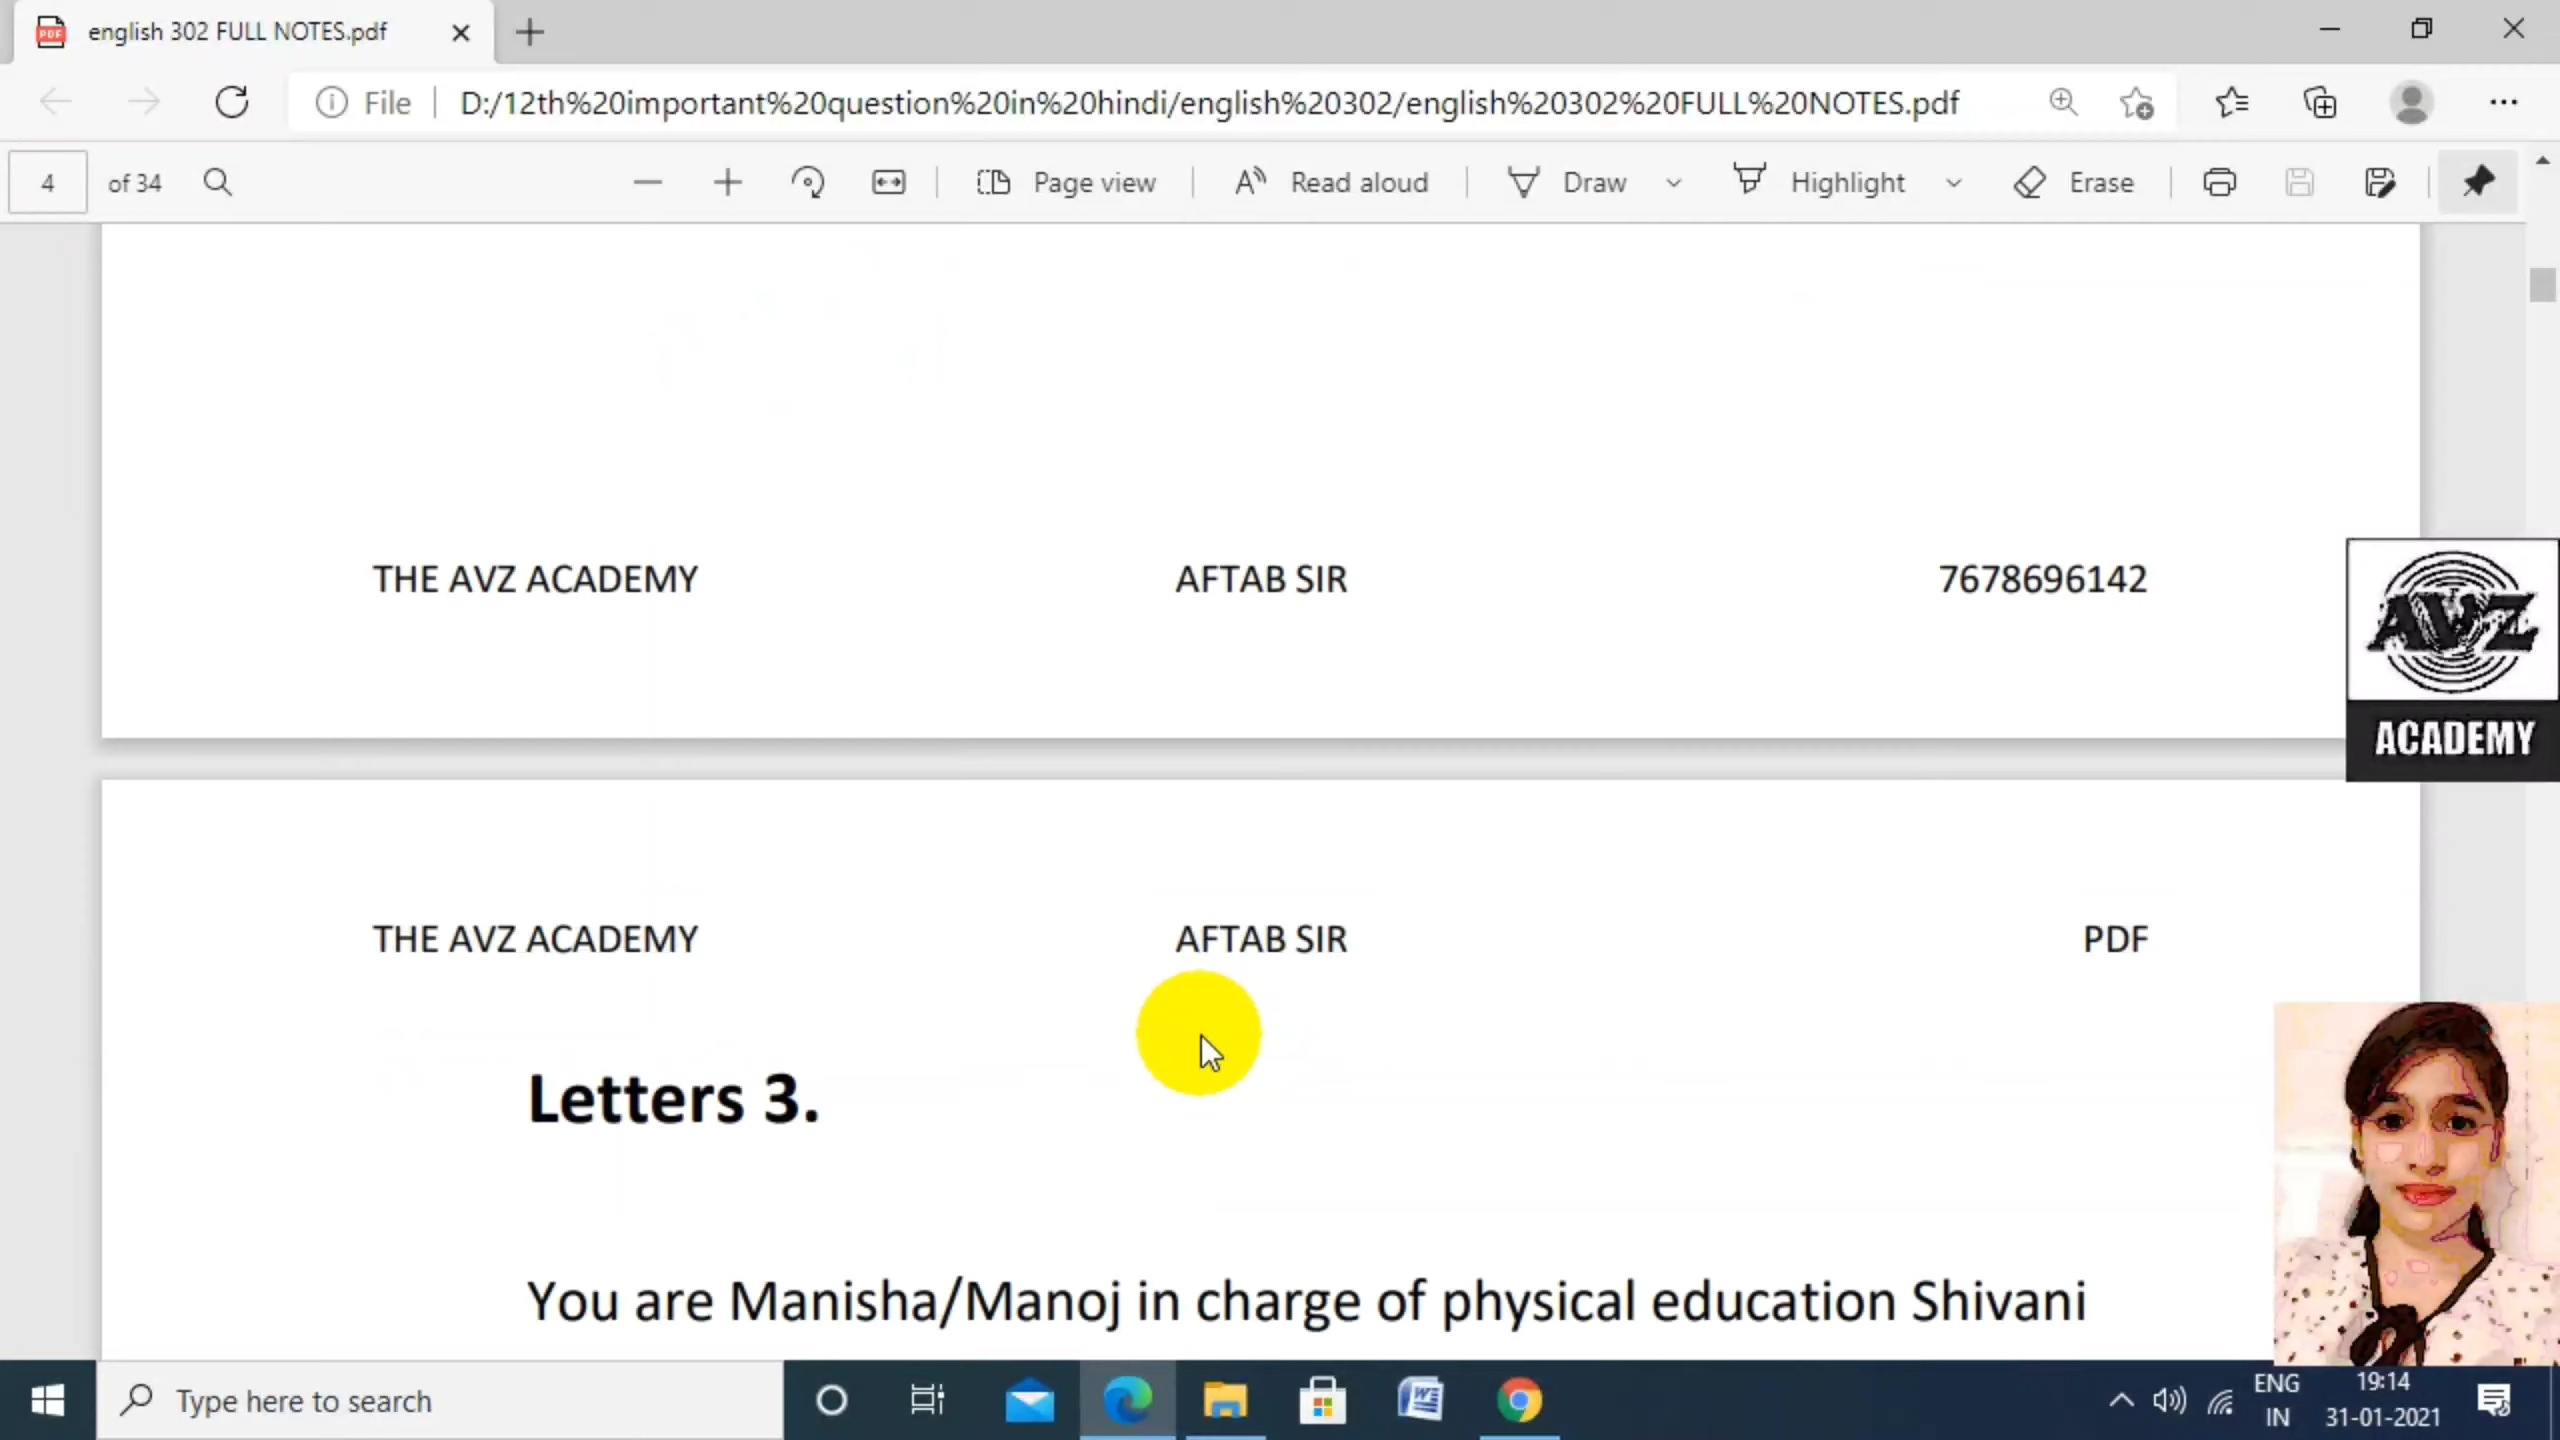 english 302 FULL NOTES.pdf
File
D:/12th%20important%20question%20in%20hindi/english%20302/english%20302%20FULL%20NOTES.pdf
4 of 34
Page view
Read aloud
Draw
Highlight
Erase
THE AVZ ACADEMY AFTAB SIR 7678696142
AVZ
ACADEMY
THE AVZ ACADEMY AFTAB SIR PDF
Letters 3.
You are Manisha/Manoj in charge of physical education Shivani
Type here to search
ENG
IN
19:14
31-01-2021